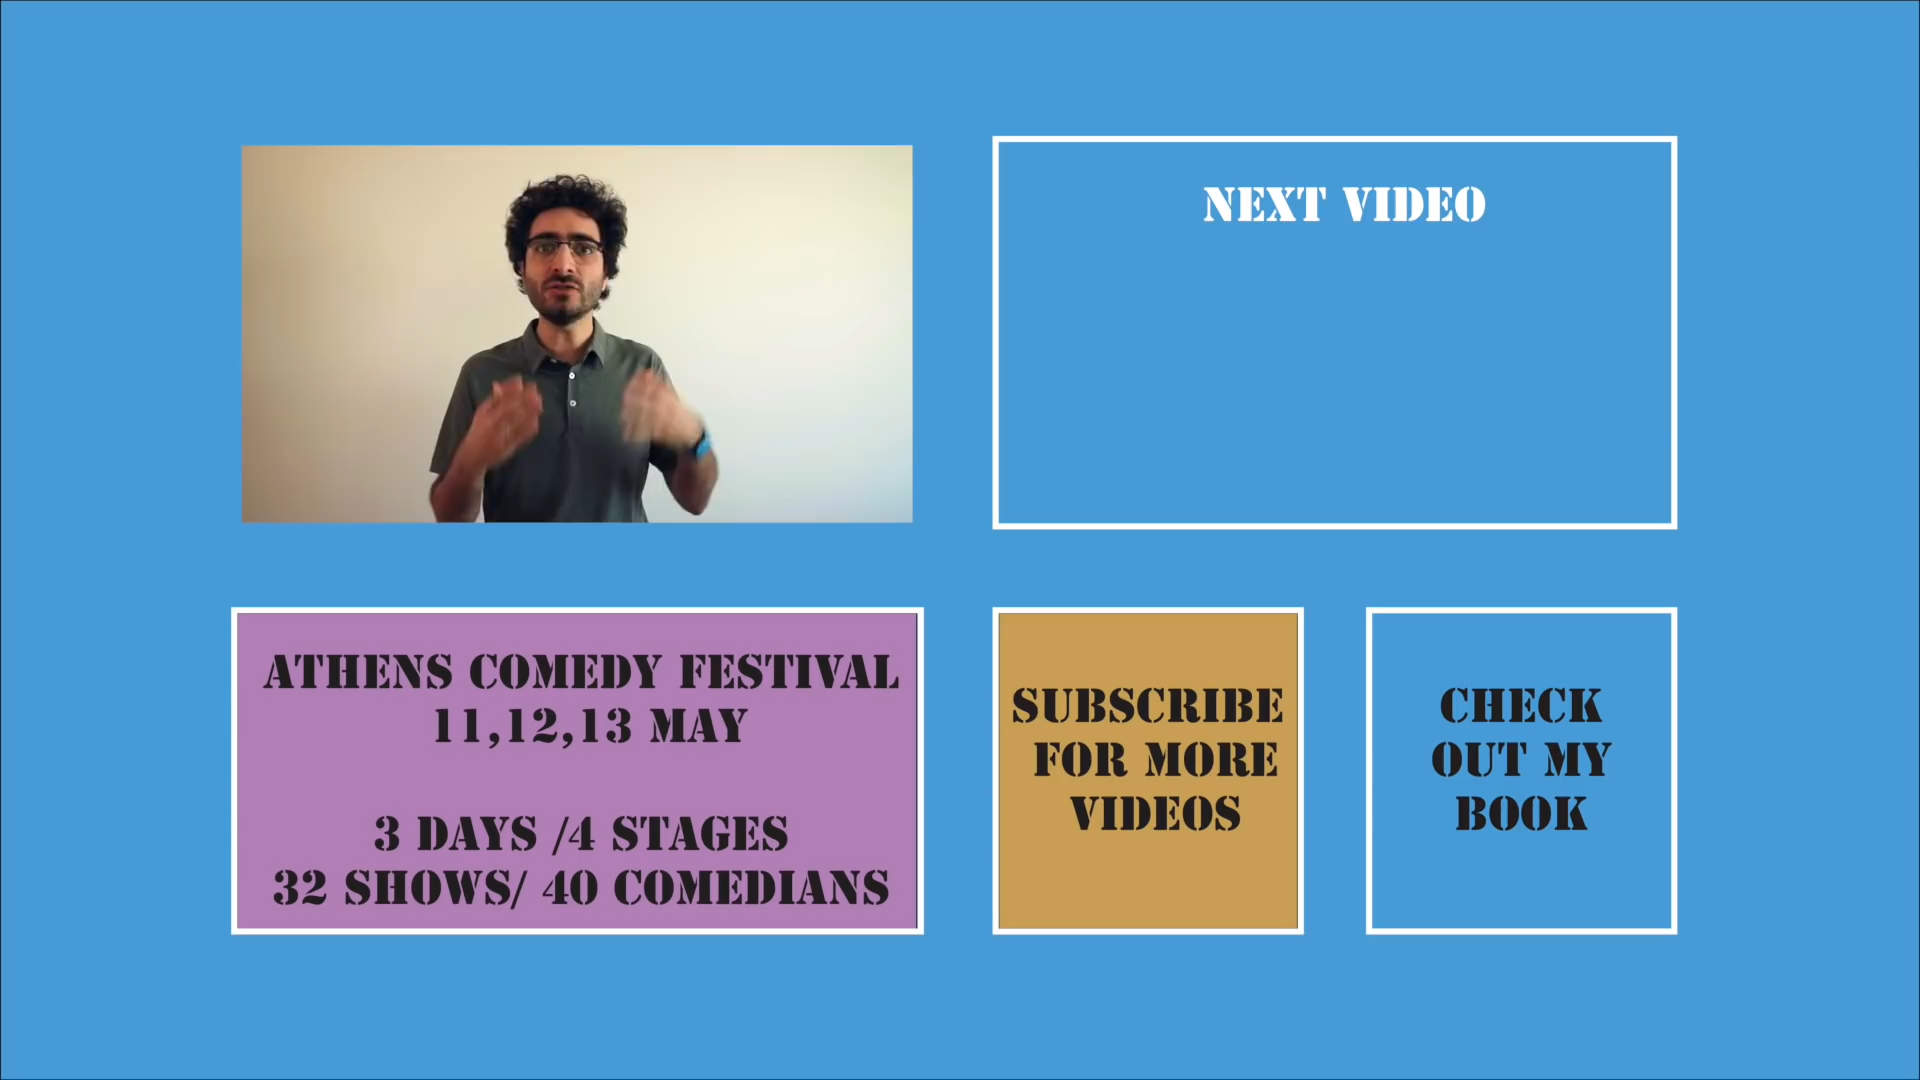 NEXT VIDEO
ATHENS COMEDY FESTIVAL
11,12,13 MAY
3 DAYS /4 STAGES
32 SHOWS/ 40 COMEDIANS
SUBSCRIBE
FOR MORE
VIDEOS
CHECK
OUT MY
BOOK